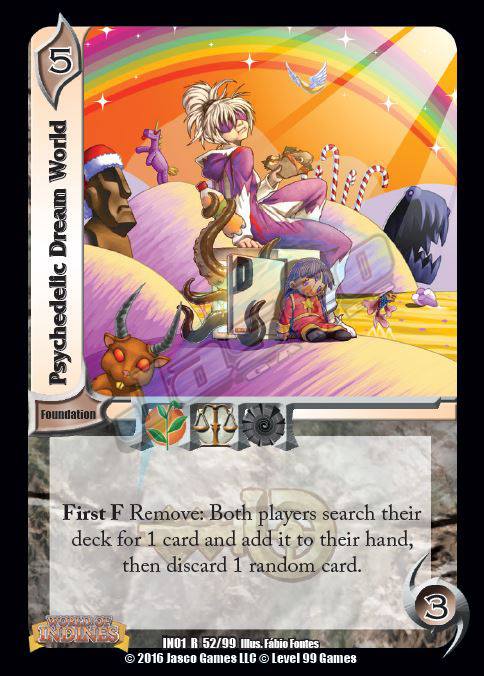 5
Psychedelic Dream World
Foundation
First F Remove: Both players search their
deck for 1 card and add it to their hand,
then discard 1 random card.
3
WORLD OF
INDINES
IN01 R 52/99 Illus. Fábio Fontes
© 2016 Jasco Games LLC © Level 99 Games